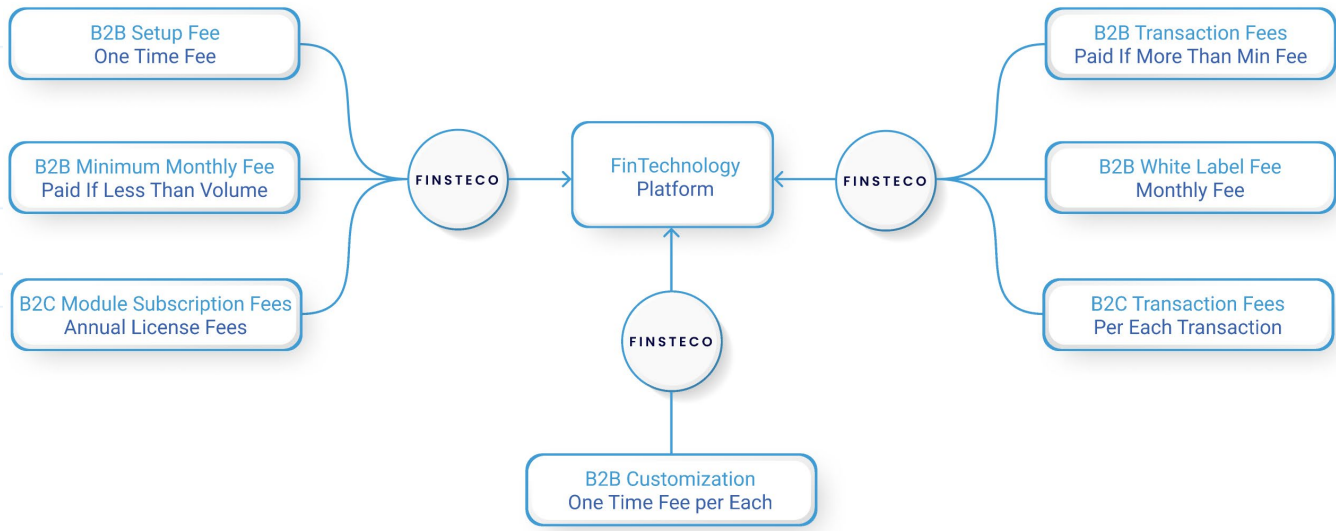 B2B Setup Fee
One Time Fee
B2B Minimum Monthly Fee
Paid If Less Than Volume
B2C Module Subscription Fees
Annual License Fees
FINSTECO
FinTechnology
Platform
FINSTECO
B2B Transaction Fees
Paid If More Than Min Fee
B2B White Label Fee
Monthly Fee
B2C Transaction Fees
Per Each Transaction
FINSTECO
B2B Customization
One Time Fee per Each